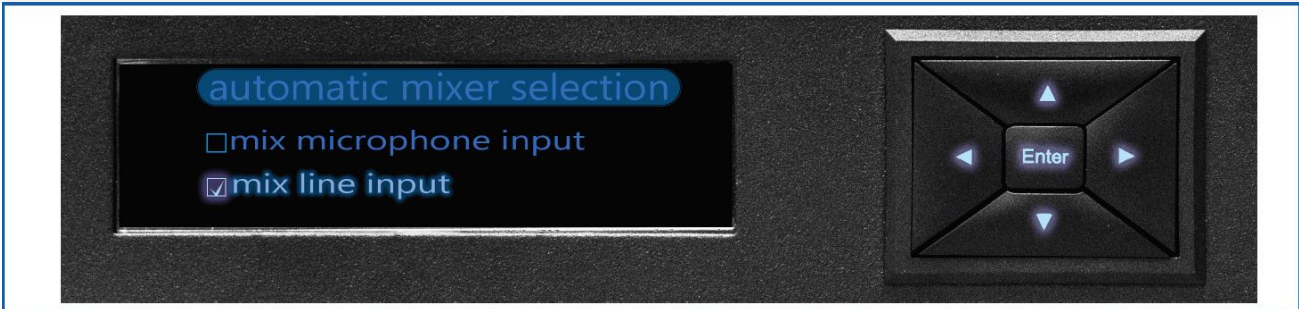 automatic mixer selection
☐mix microphone input
☑mix line input
Enter